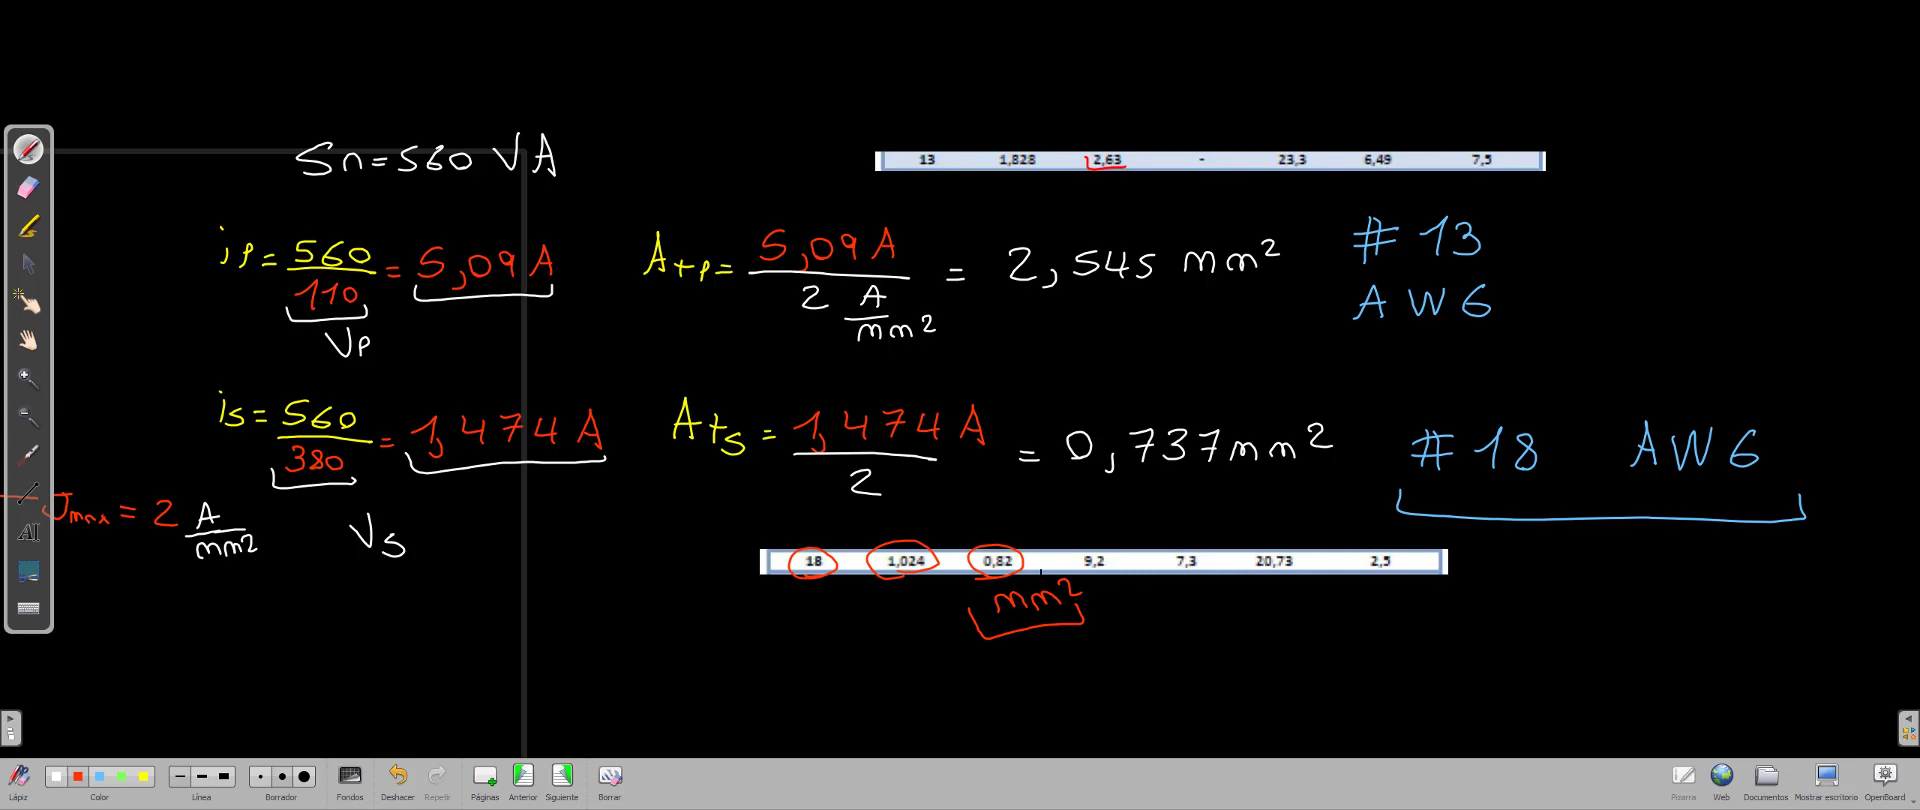 Sn=560 VA
13 1,828 2,63 - 23,3 6,49 7,5
ip = 560 / 110 = 5,09 A
Vp
Atp = 5,09 A / 2 A/mm² = 2,545 mm²
# 13
AWG
is = 560 / 380 = 1,474 A
Vs
Ats = 1,474 A / 2 = 0,737 mm²
# 18 AWG
Jmax = 2 A/mm2
18 1,024 0,82 9,2 7,3 20,73 2,5
mm²
Lápiz Color Línea Borrador Fondos Deshacer Repetir Páginas Anterior Siguiente Borrar Pizarra Web Documentos Mostrar escritorio OpenBoard